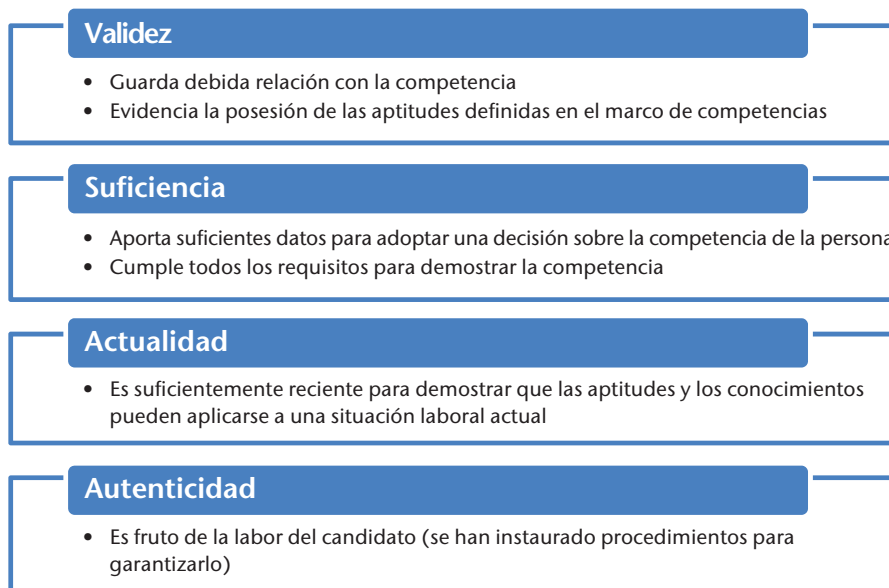 Validez
• Guarda debida relación con la competencia
• Evidencia la posesión de las aptitudes definidas en el marco de competencias
Suficiencia
• Aporta suficientes datos para adoptar una decisión sobre la competencia de la persona
• Cumple todos los requisitos para demostrar la competencia
Actualidad
• Es suficientemente reciente para demostrar que las aptitudes y los conocimientos
pueden aplicarse a una situación laboral actual
Autenticidad
• Es fruto de la labor del candidato (se han instaurado procedimientos para
garantizarlo)